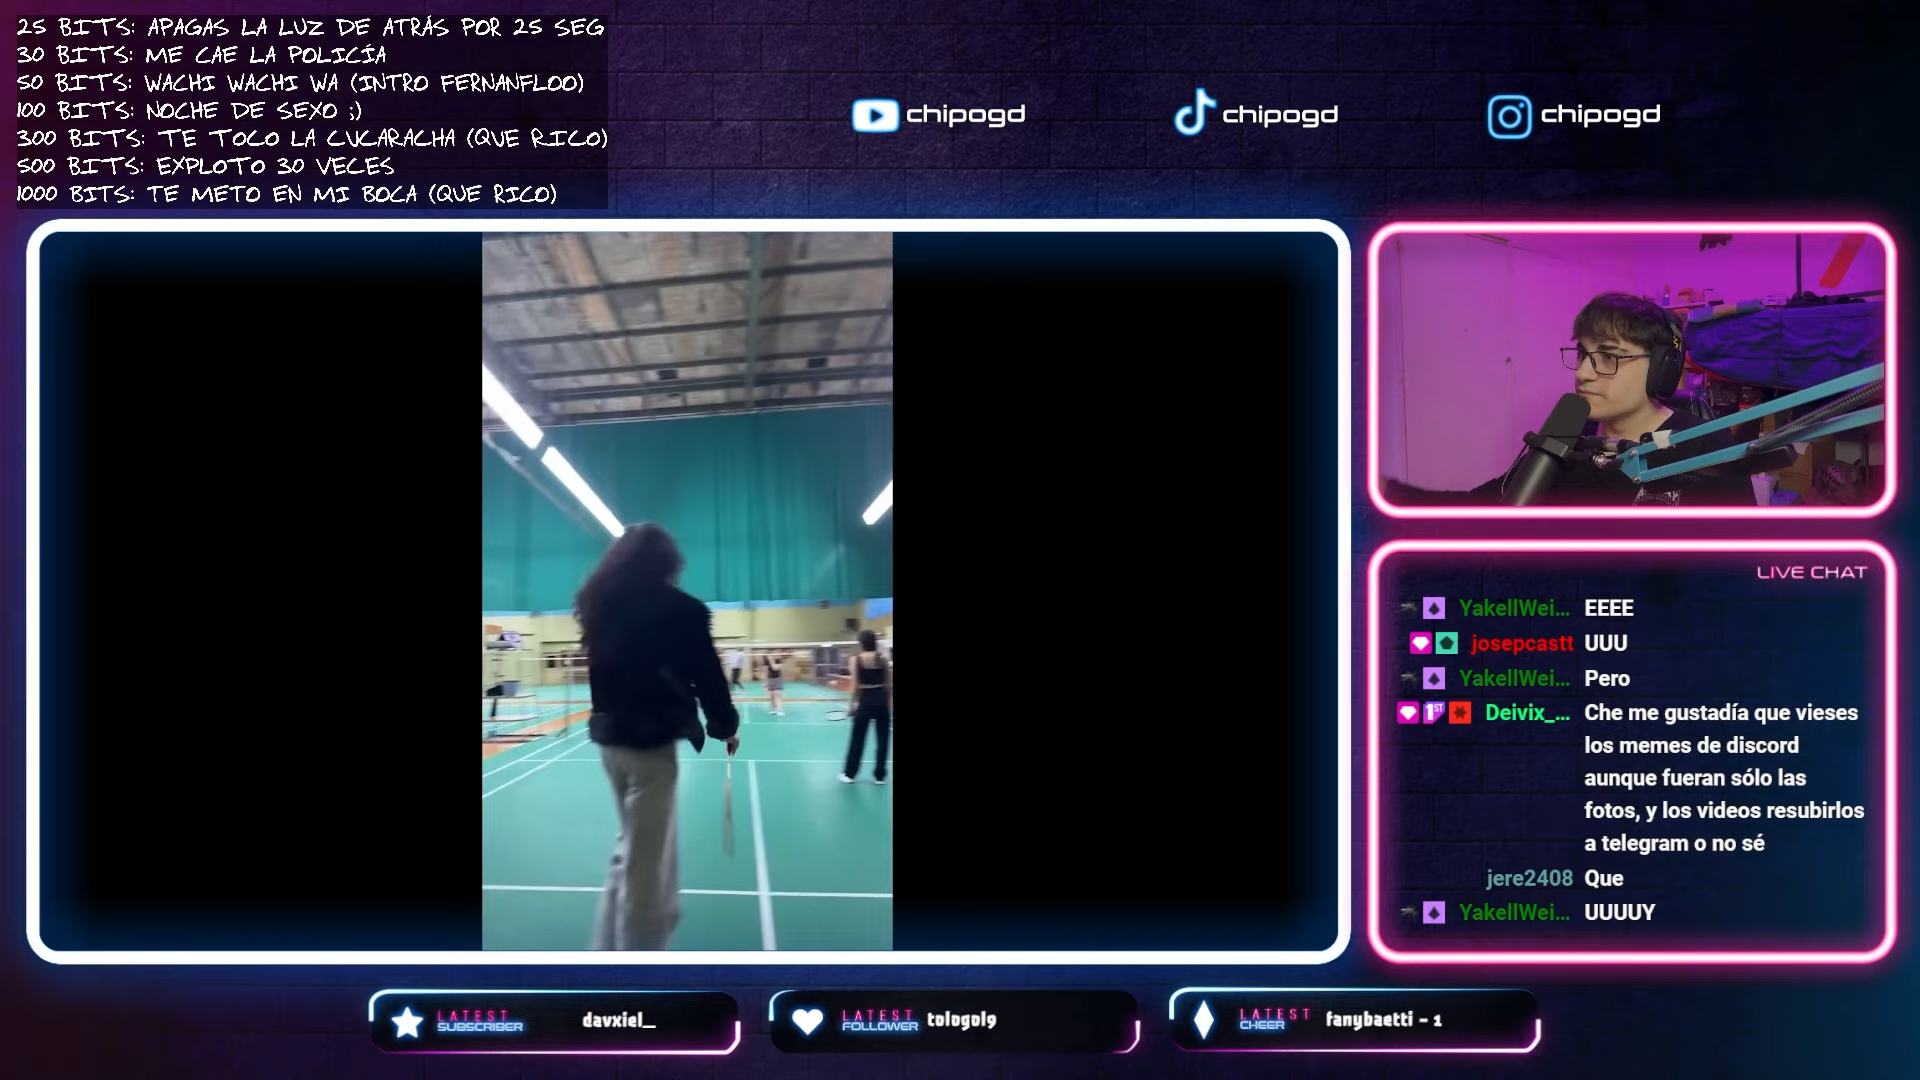 25 BITS: APAGAS LA LUZ DE ATRÁS POR 25 SEG
30 BITS: ME CAE LA POLICÍA
50 BITS: WACHI WACHI WA (INTRO FERNANFLOO)
100 BITS: NOCHE DE SEXO ;)
300 BITS: TE TOCO LA CUCARACHA (QUE RICO)
500 BITS: EXPLOTO 30 VECES
1000 BITS: TE METO EN MI BOCA (QUE RICO)
chipogd
chipogd
chipogd
LIVE CHAT
YakellWei... EEEE
josepcastt UUU
YakellWei... Pero
1ST Deivix_... Che me gustadía que vieses
los memes de discord
aunque fueran sólo las
fotos, y los videos resubirlos
a telegram o no sé
jere2408 Que
YakellWei... UUUUY
LATEST SUBSCRIBER davxiel_
LATEST FOLLOWER tologol9
LATEST CHEER fanybaetti - 1